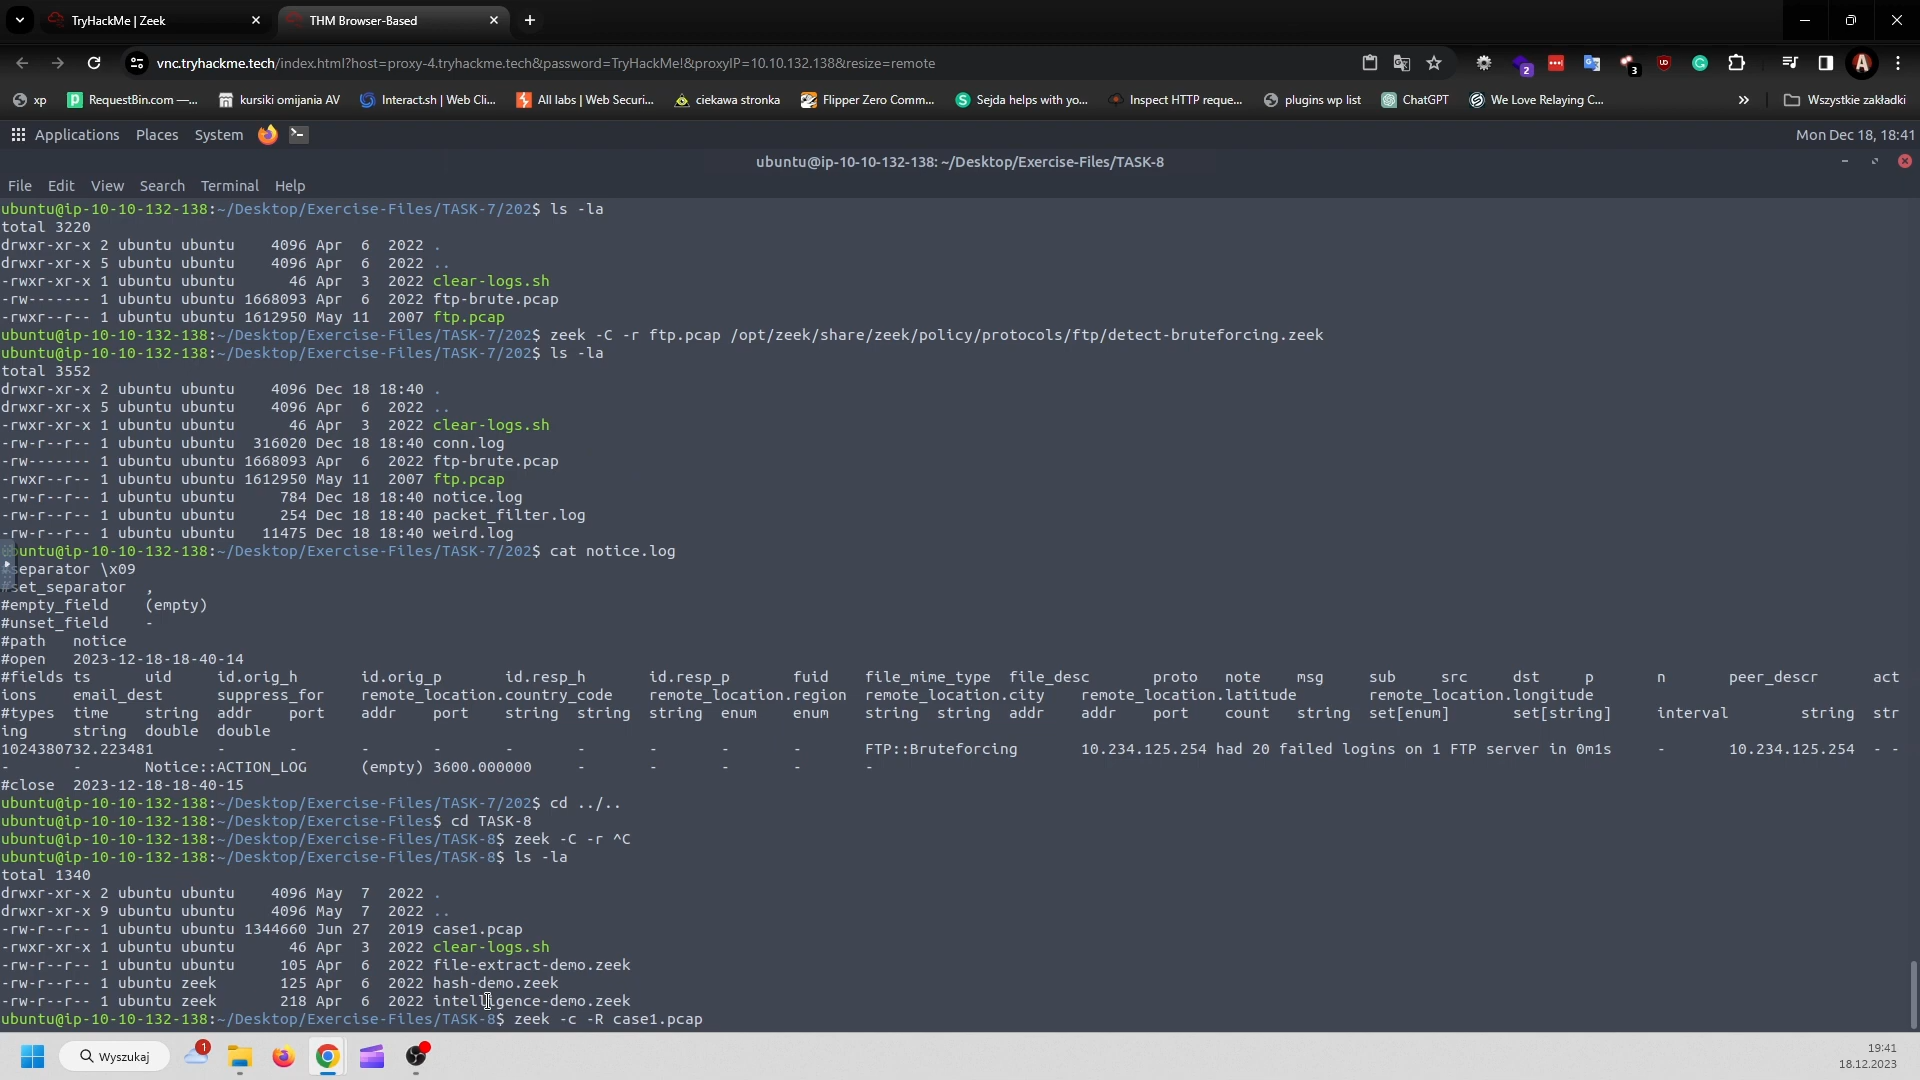 TryHackMe | Zeek
THM Browser-Based
vnc.tryhackme.tech/index.html?host=proxy-4.tryhackme.tech&password=TryHackMe!&proxyIP=10.10.132.138&resize=remote
2
3
A
xp
RequestBin.com —...
kursiki omijania AV
Interact.sh | Web Cli...
All labs | Web Securi...
ciekawa stronka
Flipper Zero Comm...
Sejda helps with yo...
Inspect HTTP reque...
plugins wp list
ChatGPT
We Love Relaying C...
»
Wszystkie zakładki
Applications Places System
Mon Dec 18, 18:41
ubuntu@ip-10-10-132-138: ~/Desktop/Exercise-Files/TASK-8
File Edit View Search Terminal Help
ubuntu@ip-10-10-132-138:~/Desktop/Exercise-Files/TASK-7/202$ ls -la
total 3220
drwxr-xr-x 2 ubuntu ubuntu    4096 Apr  6  2022 .
drwxr-xr-x 5 ubuntu ubuntu    4096 Apr  6  2022 ..
-rwxr-xr-x 1 ubuntu ubuntu      46 Apr  3  2022 clear-logs.sh
-rw------- 1 ubuntu ubuntu 1668093 Apr  6  2022 ftp-brute.pcap
-rwxr--r-- 1 ubuntu ubuntu 1612950 May 11  2007 ftp.pcap
ubuntu@ip-10-10-132-138:~/Desktop/Exercise-Files/TASK-7/202$ zeek -C -r ftp.pcap /opt/zeek/share/zeek/policy/protocols/ftp/detect-bruteforcing.zeek
ubuntu@ip-10-10-132-138:~/Desktop/Exercise-Files/TASK-7/202$ ls -la
total 3552
drwxr-xr-x 2 ubuntu ubuntu    4096 Dec 18 18:40 .
drwxr-xr-x 5 ubuntu ubuntu    4096 Apr  6  2022 ..
-rwxr-xr-x 1 ubuntu ubuntu      46 Apr  3  2022 clear-logs.sh
-rw-r--r-- 1 ubuntu ubuntu  316020 Dec 18 18:40 conn.log
-rw------- 1 ubuntu ubuntu 1668093 Apr  6  2022 ftp-brute.pcap
-rwxr--r-- 1 ubuntu ubuntu 1612950 May 11  2007 ftp.pcap
-rw-r--r-- 1 ubuntu ubuntu     784 Dec 18 18:40 notice.log
-rw-r--r-- 1 ubuntu ubuntu     254 Dec 18 18:40 packet_filter.log
-rw-r--r-- 1 ubuntu ubuntu   11475 Dec 18 18:40 weird.log
ubuntu@ip-10-10-132-138:~/Desktop/Exercise-Files/TASK-7/202$ cat notice.log
#separator \x09
#set_separator  ,
#empty_field    (empty)
#unset_field    -
#path   notice
#open   2023-12-18-18-40-14
#fields ts      uid     id.orig_h       id.orig_p       id.resp_h       id.resp_p       fuid    file_mime_type  file_desc       proto   note    msg     sub     src     dst     p       n       peer_descr      act
ions    email_dest      suppress_for    remote_location.country_code    remote_location.region  remote_location.city    remote_location.latitude        remote_location.longitude
#types  time    string  addr    port    addr    port    string  string  string  enum    enum    string  string  addr    addr    port    count   string  set[enum]       set[string]     interval        string  str
ing     string  double  double
1024380732.223481       -       -       -       -       -       -       -       -       -       FTP::Bruteforcing       10.234.125.254 had 20 failed logins on 1 FTP server in 0m1s     -       10.234.125.254  - -
-       -       Notice::ACTION_LOG      (empty) 3600.000000     -       -       -       -       -
#close  2023-12-18-18-40-15
ubuntu@ip-10-10-132-138:~/Desktop/Exercise-Files/TASK-7/202$ cd ../..
ubuntu@ip-10-10-132-138:~/Desktop/Exercise-Files$ cd TASK-8
ubuntu@ip-10-10-132-138:~/Desktop/Exercise-Files/TASK-8$ zeek -C -r ^C
ubuntu@ip-10-10-132-138:~/Desktop/Exercise-Files/TASK-8$ ls -la
total 1340
drwxr-xr-x 2 ubuntu ubuntu    4096 May  7  2022 .
drwxr-xr-x 9 ubuntu ubuntu    4096 May  7  2022 ..
-rw-r--r-- 1 ubuntu ubuntu 1344660 Jun 27  2019 case1.pcap
-rwxr-xr-x 1 ubuntu ubuntu      46 Apr  3  2022 clear-logs.sh
-rw-r--r-- 1 ubuntu ubuntu     105 Apr  6  2022 file-extract-demo.zeek
-rw-r--r-- 1 ubuntu zeek       125 Apr  6  2022 hash-demo.zeek
-rw-r--r-- 1 ubuntu zeek       218 Apr  6  2022 intelligence-demo.zeek
ubuntu@ip-10-10-132-138:~/Desktop/Exercise-Files/TASK-8$ zeek -c -R case1.pcap
Wyszukaj
1
19:41
18.12.2023